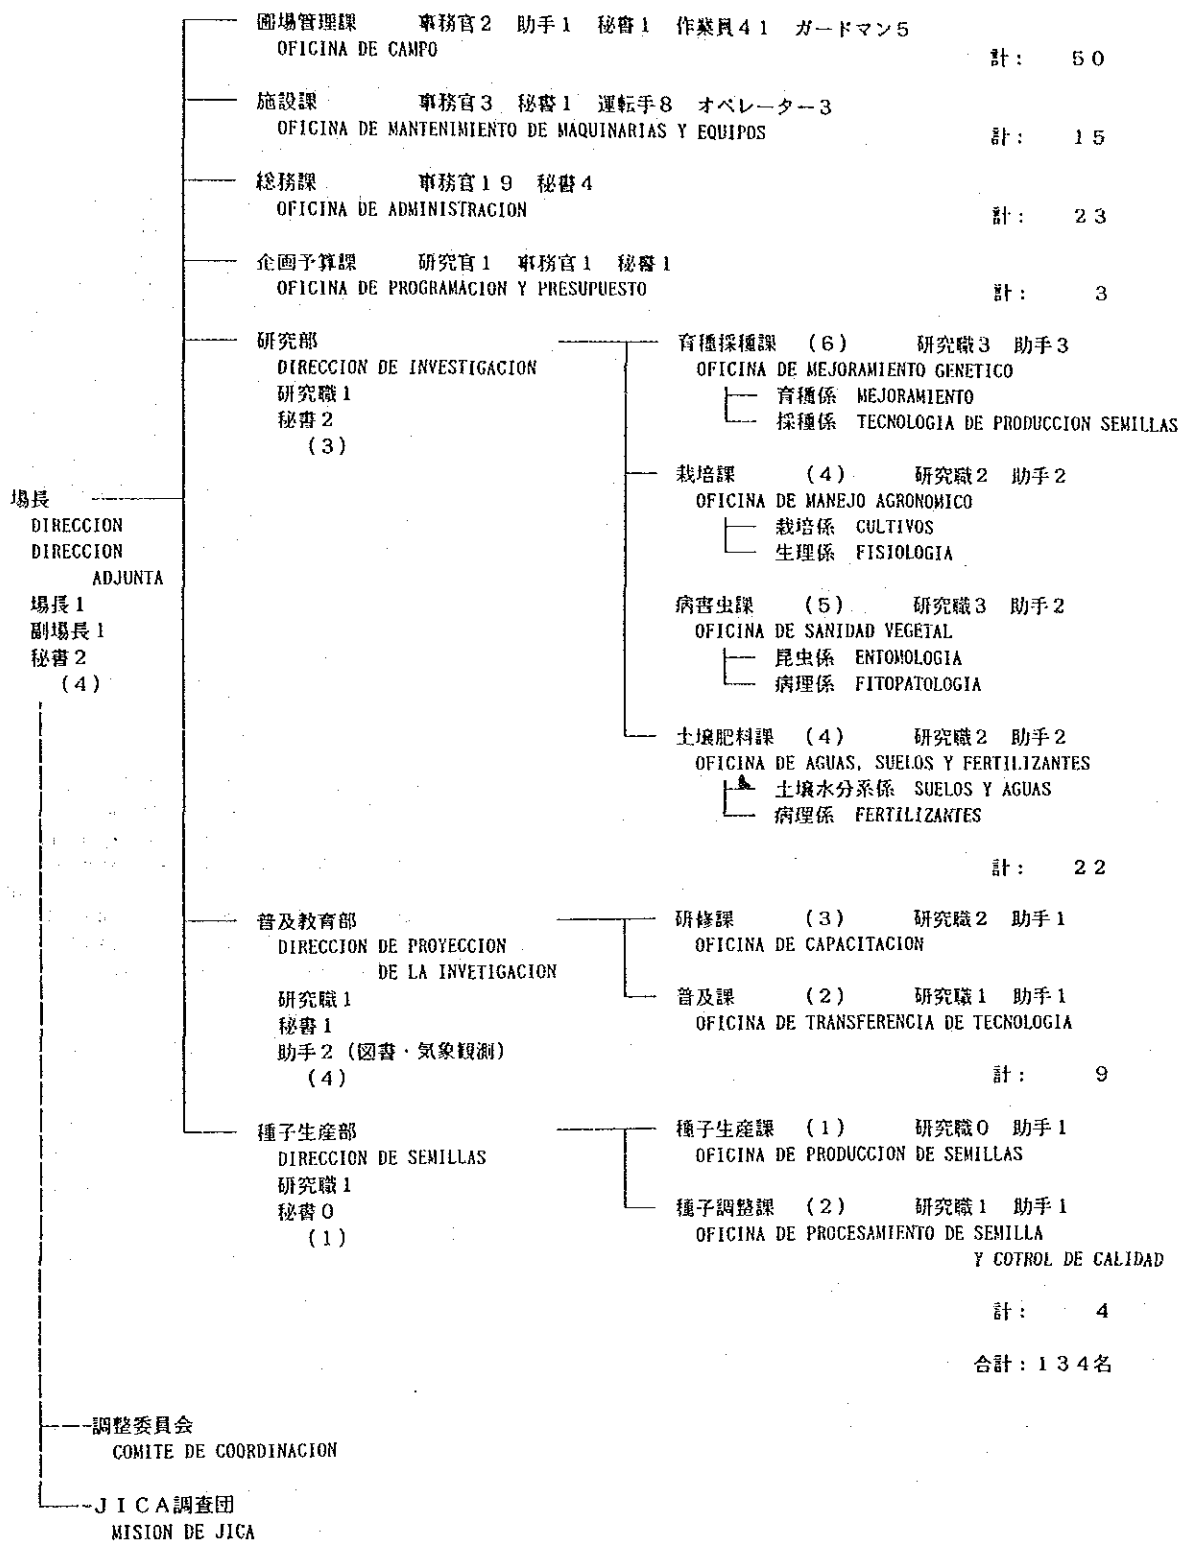 圃場管理課　事務官２　助手１　秘書１　作業員４１　ガードマン５
OFICINA DE CAMPO
計：　５０
施設課　事務官３　秘書１　運転手８　オペレーター３
OFICINA DE MANTENIMIENTO DE MAQUINARIAS Y EQUIPOS
計：　１５
総務課　事務官１９　秘書４
OFICINA DE ADMINISTRACION
計：　２３
企画予算課　研究官１　事務官１　秘書１
OFICINA DE PROGRAMACION Y PRESUPUESTO
計：　３
場長
DIRECCION
DIRECCION
ADJUNTA
場長１
副場長１
秘書２
（４）
研究部
DIRECCION DE INVESTIGACION
研究職１
秘書２
（３）
育種採種課　（６）　研究職３　助手３
OFICINA DE MEJORAMIENTO GENETICO
育種係　MEJORAMIENTO
採種係　TECNOLOGIA DE PRODUCCION SEMILLAS
栽培課　（４）　研究職２　助手２
OFICINA DE MANEJO AGRONOMICO
栽培係　CULTIVOS
生理係　FISIOLOGIA
病害虫課　（５）　研究職３　助手２
OFICINA DE SANIDAD VEGETAL
昆虫係　ENTOMOLOGIA
病理係　FITOPATOLOGIA
土壌肥料課　（４）　研究職２　助手２
OFICINA DE AGUAS, SUELOS Y FERTILIZANTES
土壌水分系係　SUELOS Y AGUAS
病理係　FERTILIZANTES
計：　２２
普及教育部
DIRECCION DE PROYECCION
DE LA INVETIGACION
研究職１
秘書１
助手２（図書・気象観測）
（４）
研修課　（３）　研究職２　助手１
OFICINA DE CAPACITACION
普及課　（２）　研究職１　助手１
OFICINA DE TRANSFERENCIA DE TECNOLOGIA
計：　９
種子生産部
DIRECCION DE SEMILLAS
研究職１
秘書０
（１）
種子生産課　（１）　研究職０　助手１
OFICINA DE PRODUCCION DE SEMILLAS
種子調整課　（２）　研究職１　助手１
OFICINA DE PROCESAMIENTO DE SEMILLA
Y COTROL DE CALIDAD
計：　４
合計：１３４名
調整委員会
COMITE DE COORDINACION
ＪＩＣＡ調査団
MISION DE JICA